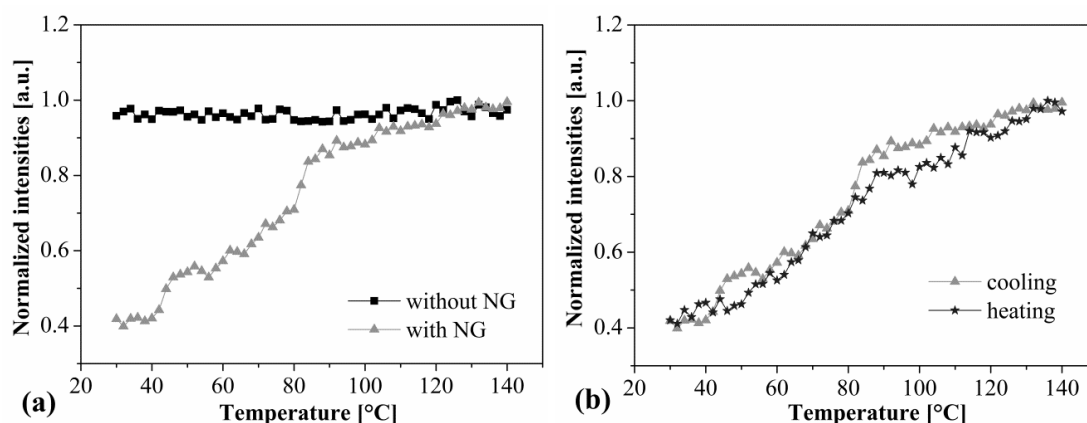 1.2
1.0
0.8
0.6
0.4
Normalized intensities [a.u.]
without NG
with NG
20 40 60 80 100 120 140
Temperature [°C]
(a)
1.2
1.0
0.8
0.6
0.4
Normalized intensities [a.u.]
cooling
heating
20 40 60 80 100 120 140
Temperature [°C]
(b)